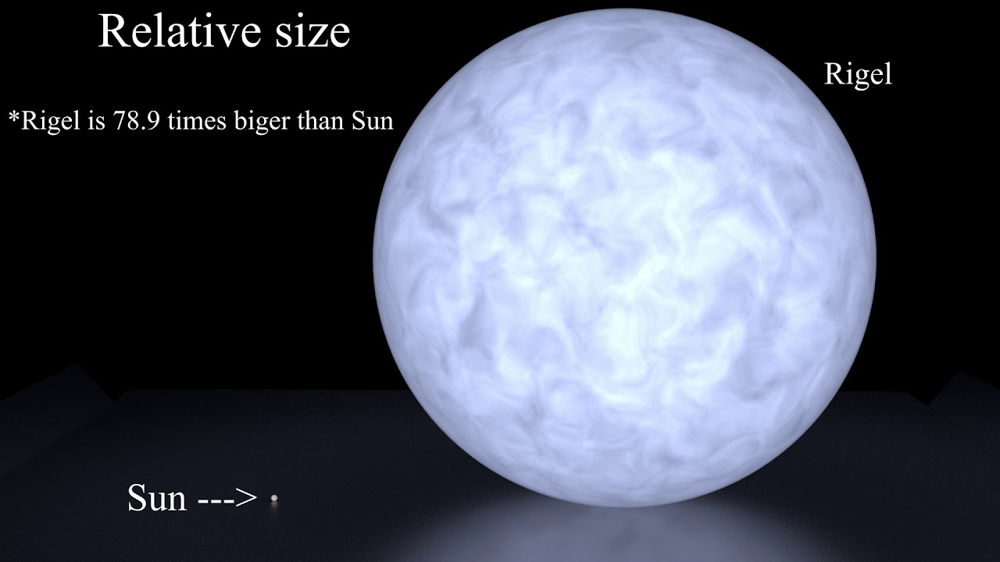 Relative size
Rigel
*Rigel is 78.9 times biger than Sun
Sun --->